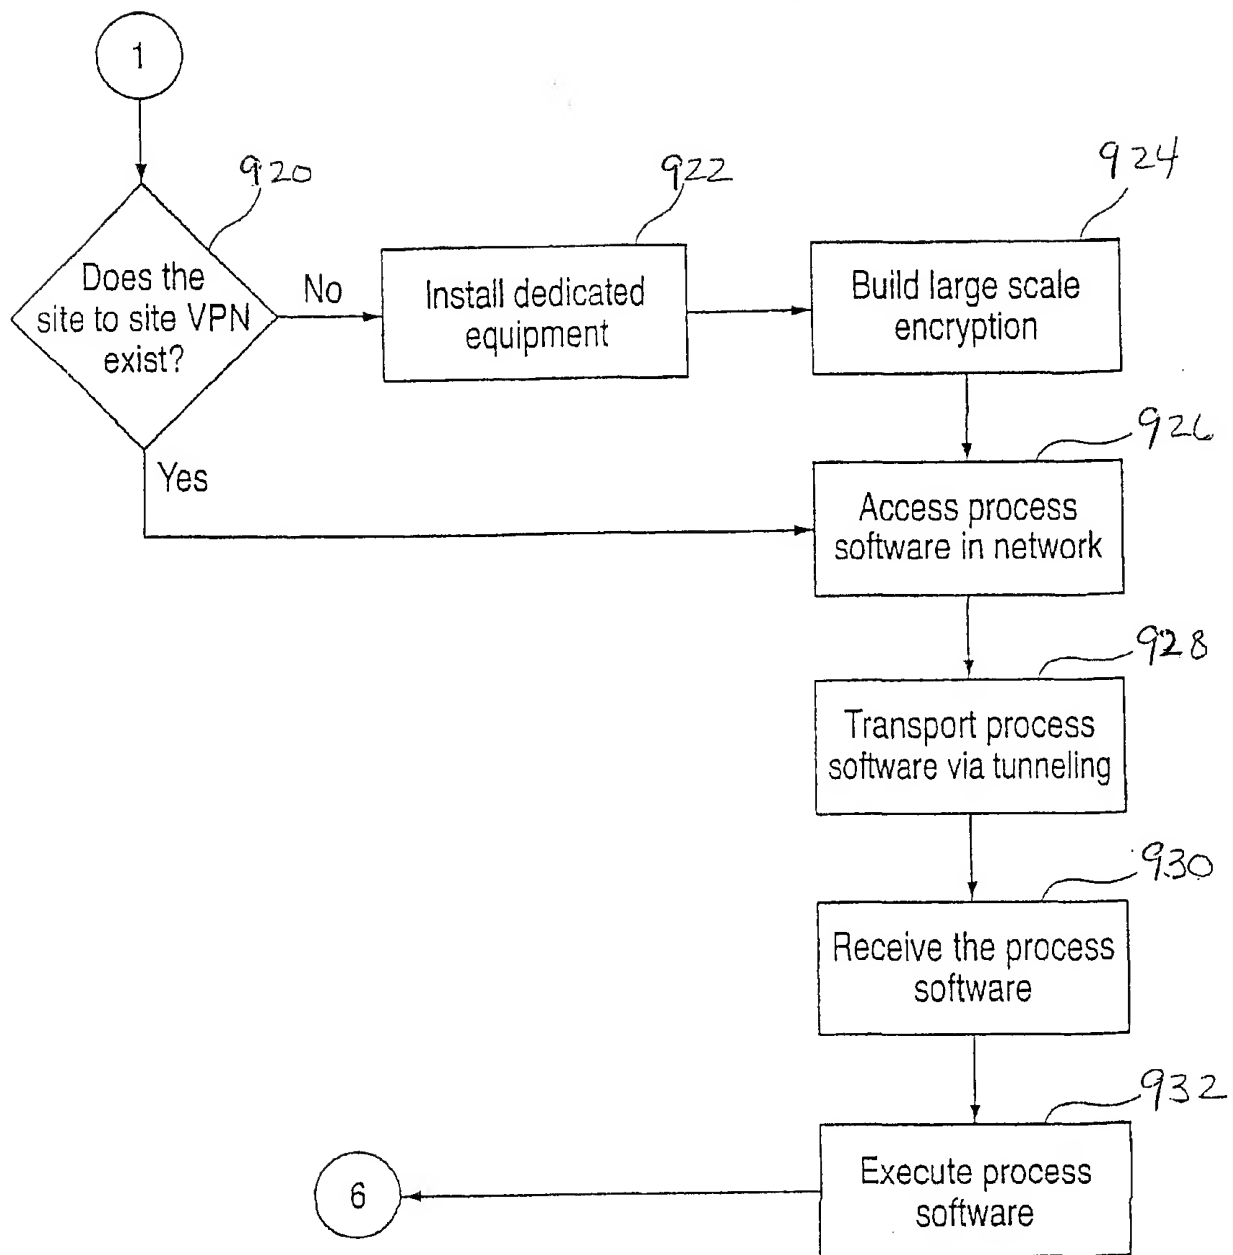 1
920
Does the
site to site VPN
exist?
No
Yes
922
Install dedicated
equipment
924
Build large scale
encryption
926
Access process
software in network
928
Transport process
software via tunneling
930
Receive the process
software
932
Execute process
software
6